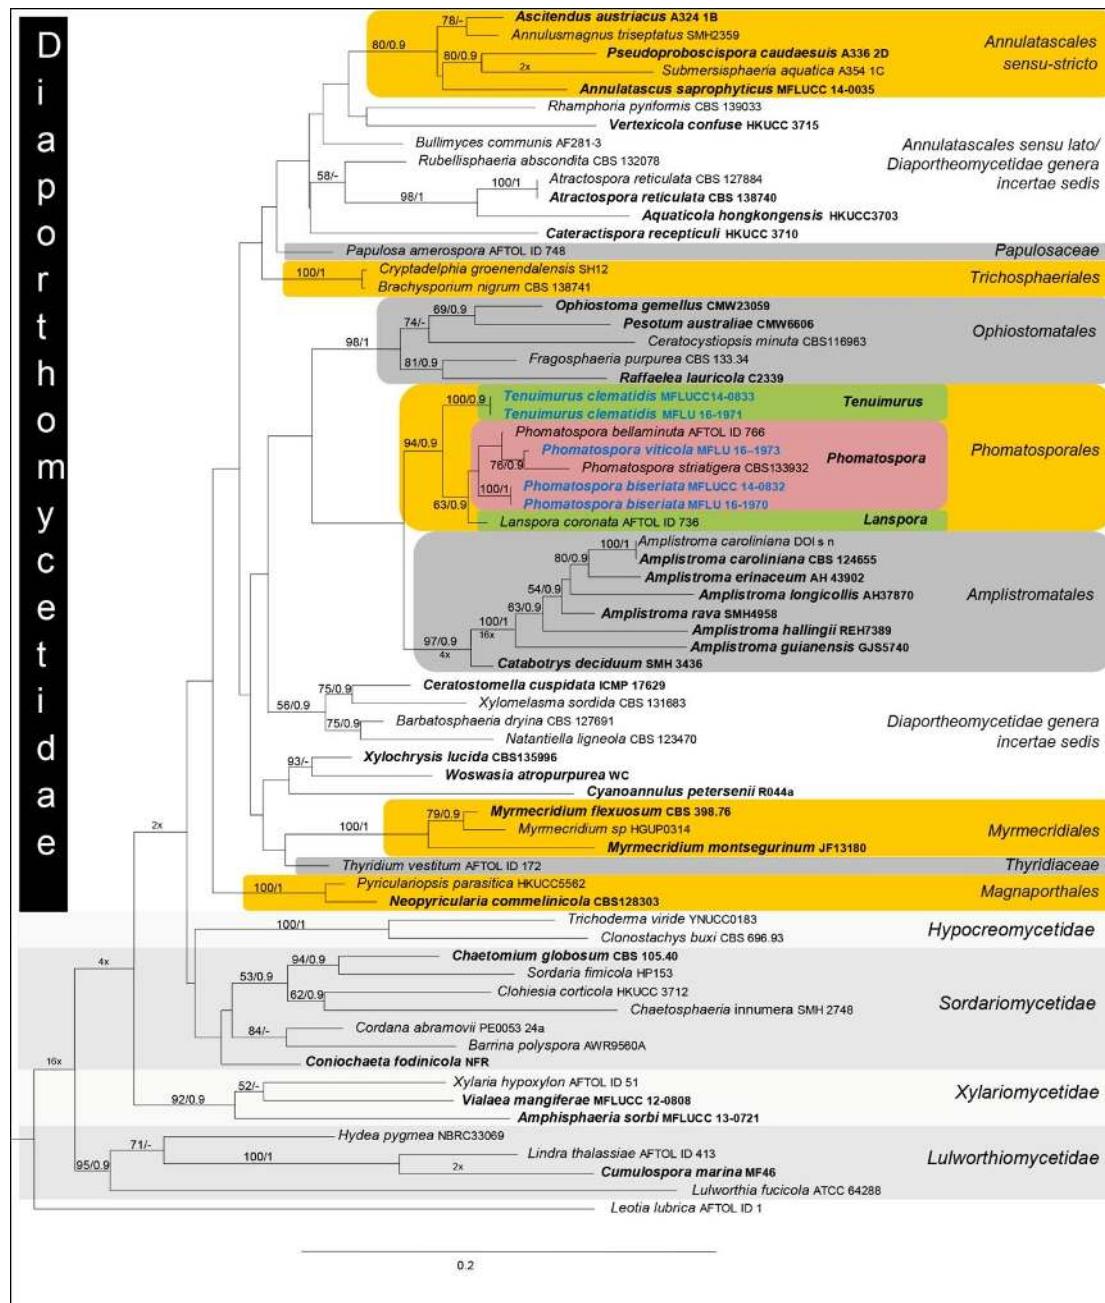 Diaporthomycetidae
78/-
Ascitendus austriacus A324 1B
Annulusmagnus triseptatus SMH2359
80/0.9
Pseudoproboscispora caudaesuis A336 2D
80/0.9
2x
Submersisphaeria aquatica A354 1C
Annulatascus saprophyticus MFLUCC 14-0035
Annulatascales
sensu-stricto
Rhamphoria pyriformis CBS 139033
Vertexicola confuse HKUCC 3715
Bullimyces communis AF281-3
Rubellisphaeria abscondita CBS 132078
58/-
100/1
Atractospora reticulata CBS 127884
Atractospora reticulata CBS 138740
98/1
Aquaticola hongkongensis HKUCC3703
Cateractispora recepticuli HKUCC 3710
Annulatascales sensu lato/
Diaportheomycetidae genera
incertae sedis
Papulosa amerospora AFTOL ID 748
Papulosaceae
100/1
Cryptadelphia groenendalensis SH12
Brachysporium nigrum CBS 138741
Trichosphaeriales
69/0.9
Ophiostoma gemellus CMW23059
74/-
Pesotum australiae CMW6606
Ceratocystiopsis minuta CBS116963
98/1
Fragosphaeria purpurea CBS 133.34
81/0.9
Raffaelea lauricola C2339
Ophiostomatales
100/0.9
Tenuimurus clematidis MFLUCC14-0833
Tenuimurus clematidis MFLU 16-1971
Tenuimurus
94/0.9
Phomatospora bellaminuta AFTOL ID 766
Phomatospora viticola MFLU 16–1973
76/0.9
Phomatospora striatigera CBS133932
Phomatospora
100/1
Phomatospora biseriata MFLUCC 14-0832
Phomatospora biseriata MFLU 16-1970
63/0.9
Lanspora coronata AFTOL ID 736
Lanspora
Phomatosporales
100/1
Amplistroma caroliniana DOI s n
80/0.9
Amplistroma caroliniana CBS 124655
Amplistroma erinaceum AH 43902
54/0.9
Amplistroma longicollis AH37870
63/0.9
Amplistroma rava SMH4958
100/1
16x
Amplistroma hallingii REH7389
97/0.9
4x
Amplistroma guianensis GJS5740
Catabotrys deciduum SMH 3436
Amplistromatales
75/0.9
Ceratostomella cuspidata ICMP 17629
56/0.9
Xylomelasma sordida CBS 131683
75/0.9
Barbatosphaeria dryina CBS 127691
Natantiella ligneola CBS 123470
93/-
Xylochrysis lucida CBS135996
Woswasia atropurpurea WC
Cyanoannulus petersenii R044a
Diaportheomycetidae genera
incertae sedis
79/0.9
Myrmecridium flexuosum CBS 398.76
100/1
Myrmecridium sp HGUP0314
Myrmecridium montsegurinum JF13180
Myrmecridiales
2x
Thyridium vestitum AFTOL ID 172
Thyridiaceae
100/1
Pyriculariopsis parasitica HKUCC5562
Neopyricularia commelinicola CBS128303
Magnaporthales
100/1
Trichoderma viride YNUCC0183
Clonostachys buxi CBS 696.93
Hypocreomycetidae
4x
94/0.9
Chaetomium globosum CBS 105.40
53/0.9
Sordaria fimicola HP153
62/0.9
Clohiesia corticola HKUCC 3712
Chaetosphaeria innumera SMH 2748
84/-
Cordana abramovii PE0053 24a
Barrina polyspora AWR9560A
Coniochaeta fodinicola NFR
Sordariomycetidae
16x
52/-
Xylaria hypoxylon AFTOL ID 51
92/0.9
Vialaea mangiferae MFLUCC 12-0808
Amphisphaeria sorbi MFLUCC 13-0721
Xylariomycetidae
71/-
Hydea pygmea NBRC33069
95/0.9
100/1
Lindra thalassiae AFTOL ID 413
2x
Cumulospora marina MF46
Lulworthia fucicola ATCC 64288
Lulworthiomycetidae
Leotia lubrica AFTOL ID 1
0.2